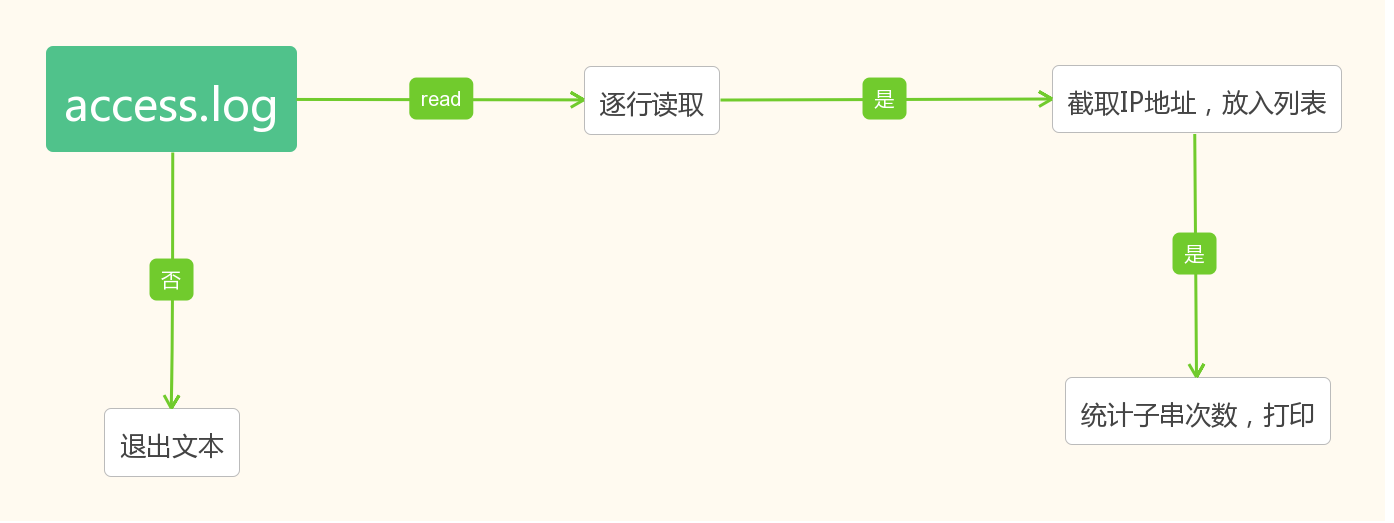 access.log
read
逐行读取
是
截取IP地址，放入列表
否
是
退出文本
统计子串次数，打印